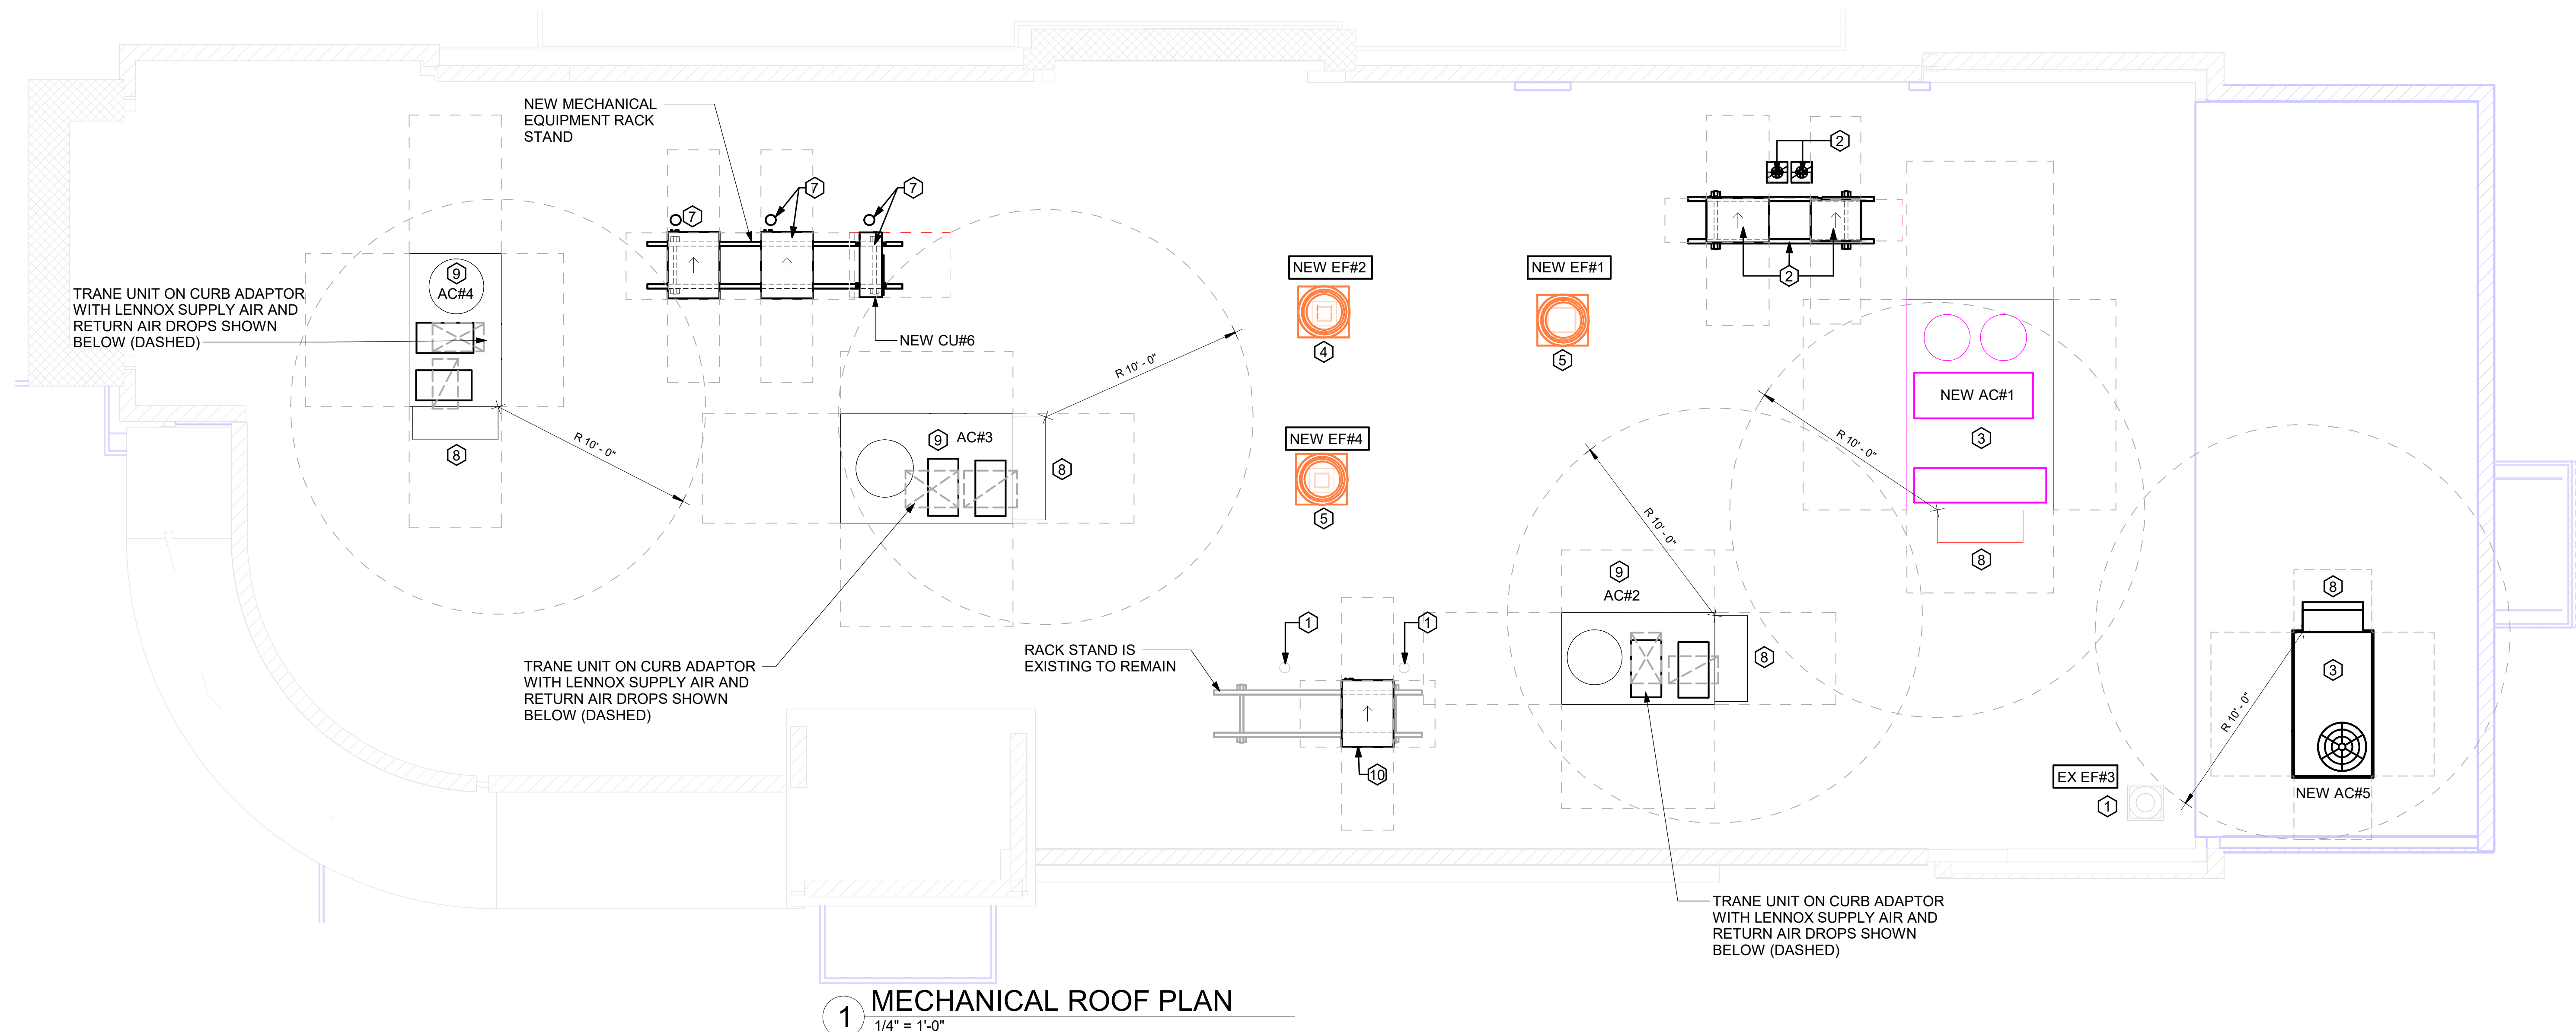 NEW MECHANICAL
EQUIPMENT RACK
STAND
2
7
7
7
2
9
AC#4
TRANE UNIT ON CURB ADAPTOR
WITH LENNOX SUPPLY AIR AND
RETURN AIR DROPS SHOWN
BELOW (DASHED)
NEW EF#2
NEW EF#1
4
5
NEW CU#6
R 10' - 0"
NEW AC#1
3
R 10' - 0"
8
R 10' - 0"
9
AC#3
8
NEW EF#4
5
R 10' - 0"
8
9
AC#2
8
8
3
R 10' - 0"
NEW AC#5
1
1
RACK STAND IS
EXISTING TO REMAIN
10
TRANE UNIT ON CURB ADAPTOR
WITH LENNOX SUPPLY AIR AND
RETURN AIR DROPS SHOWN
BELOW (DASHED)
EX EF#3
1
TRANE UNIT ON CURB ADAPTOR
WITH LENNOX SUPPLY AIR AND
RETURN AIR DROPS SHOWN
BELOW (DASHED)
1
MECHANICAL ROOF PLAN
1/4" = 1'-0"